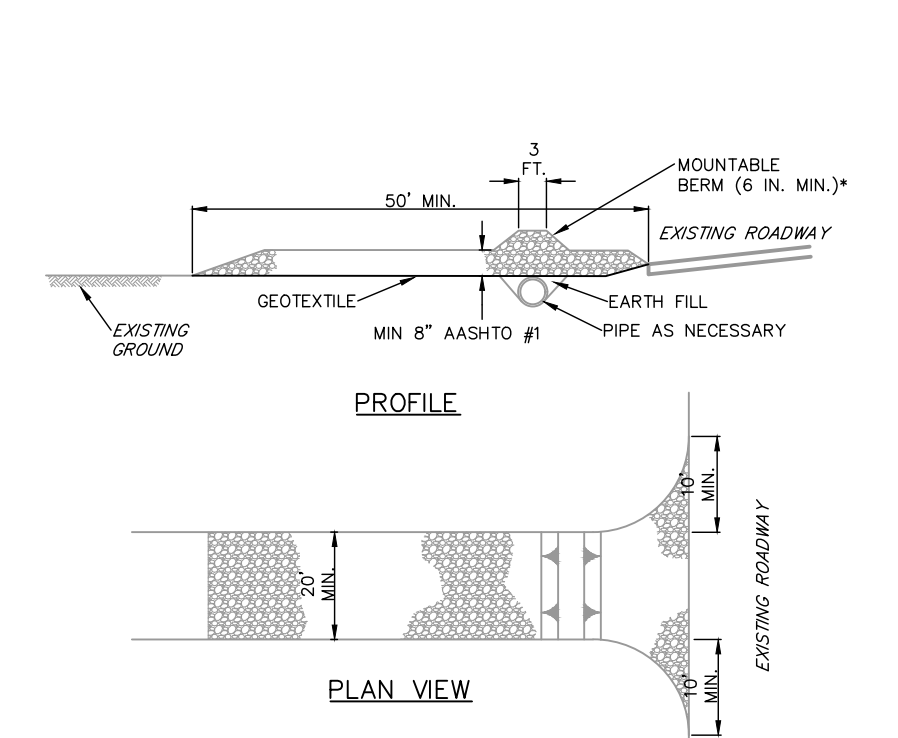 3
FT.
MOUNTABLE
BERM (6 IN. MIN.)*
50' MIN.
EXISTING ROADWAY
GEOTEXTILE
EARTH FILL
MIN 8" AASHTO #1
PIPE AS NECESSARY
EXISTING
GROUND
PROFILE
10'
MIN.
20'
MIN.
EXISTING ROADWAY
10'
MIN.
PLAN VIEW